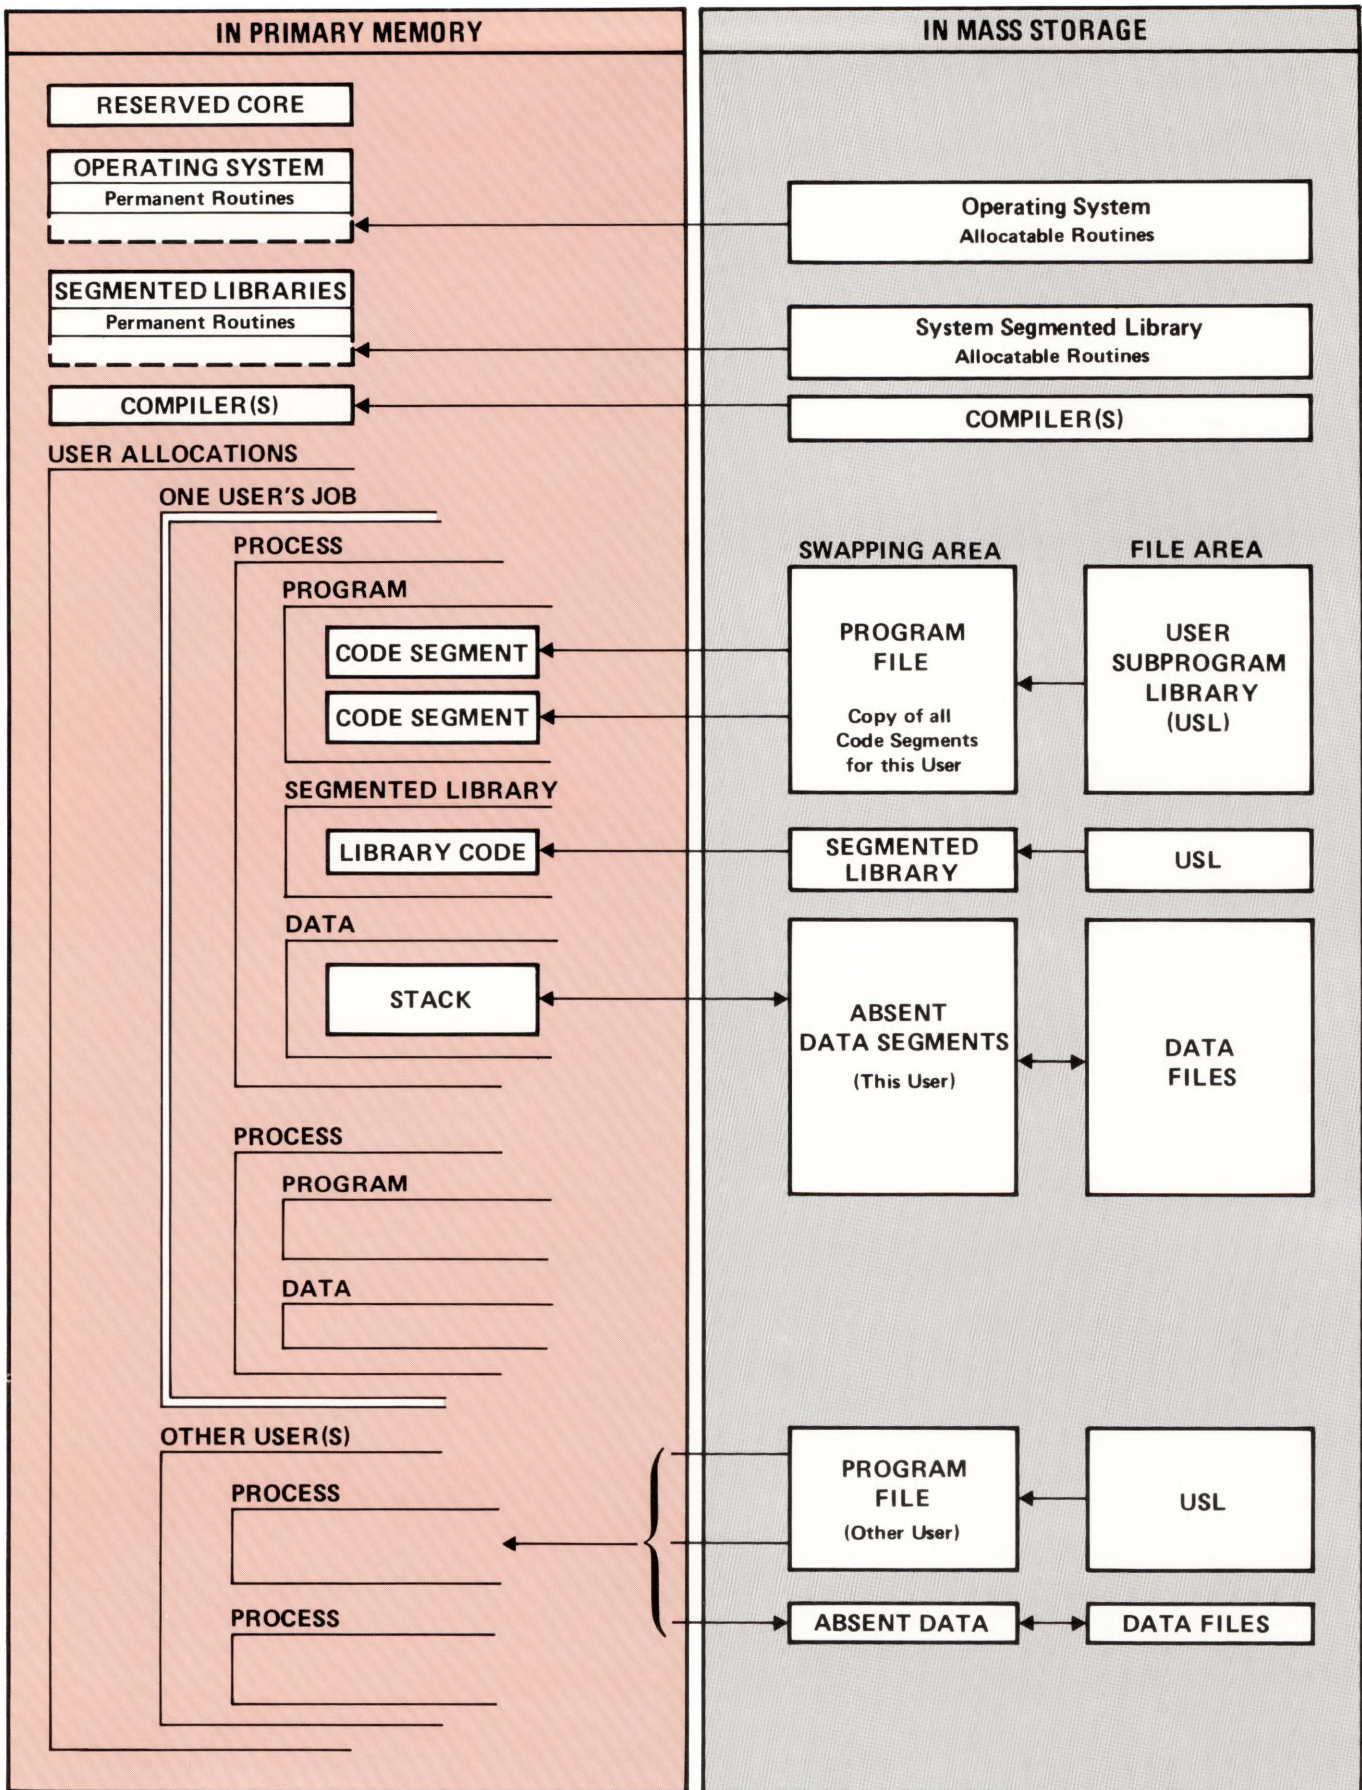 IN PRIMARY MEMORY
RESERVED CORE
OPERATING SYSTEM
Permanent Routines
SEGMENTED LIBRARIES
Permanent Routines
COMPILER(S)
USER ALLOCATIONS
ONE USER'S JOB
PROCESS
PROGRAM
CODE SEGMENT
CODE SEGMENT
SEGMENTED LIBRARY
LIBRARY CODE
DATA
STACK
PROCESS
PROGRAM
DATA
OTHER USER(S)
PROCESS
PROCESS
IN MASS STORAGE
Operating System
Allocatable Routines
System Segmented Library
Allocatable Routines
COMPILER(S)
SWAPPING AREA
FILE AREA
PROGRAM
FILE
Copy of all
Code Segments
for this User
USER
SUBPROGRAM
LIBRARY
(USL)
SEGMENTED
LIBRARY
USL
ABSENT
DATA SEGMENTS
(This User)
DATA
FILES
PROGRAM
FILE
(Other User)
USL
ABSENT DATA
DATA FILES